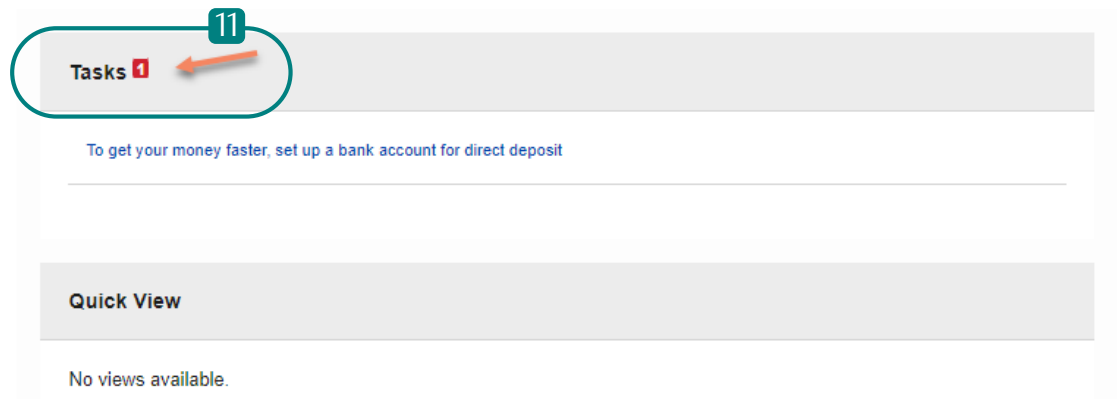 11
Tasks 1
To get your money faster, set up a bank account for direct deposit
Quick View
No views available.